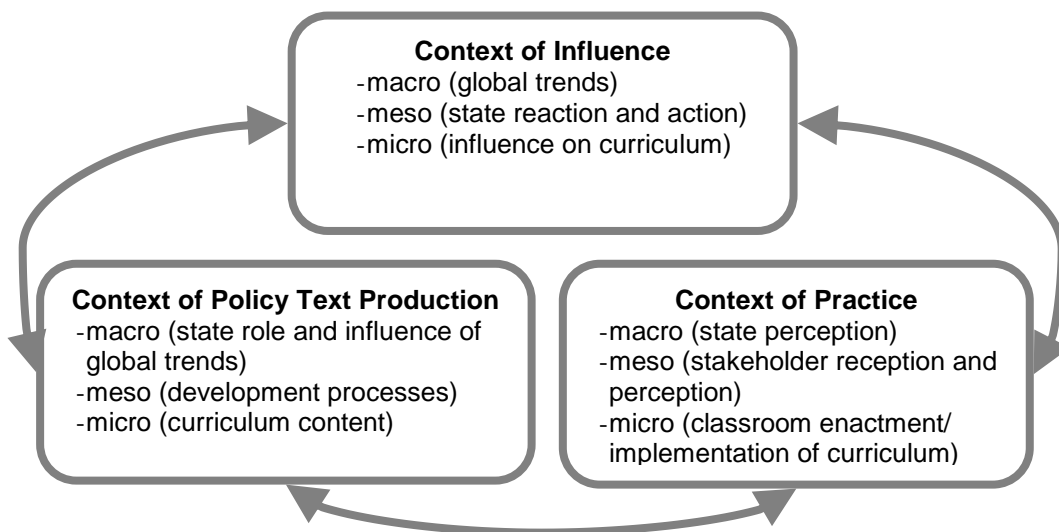 Context of Influence
-macro (global trends)
-meso (state reaction and action)
-micro (influence on curriculum)
Context of Policy Text Production
-macro (state role and influence of
global trends)
-meso (development processes)
-micro (curriculum content)
Context of Practice
-macro (state perception)
-meso (stakeholder reception and
perception)
-micro (classroom enactment/
implementation of curriculum)